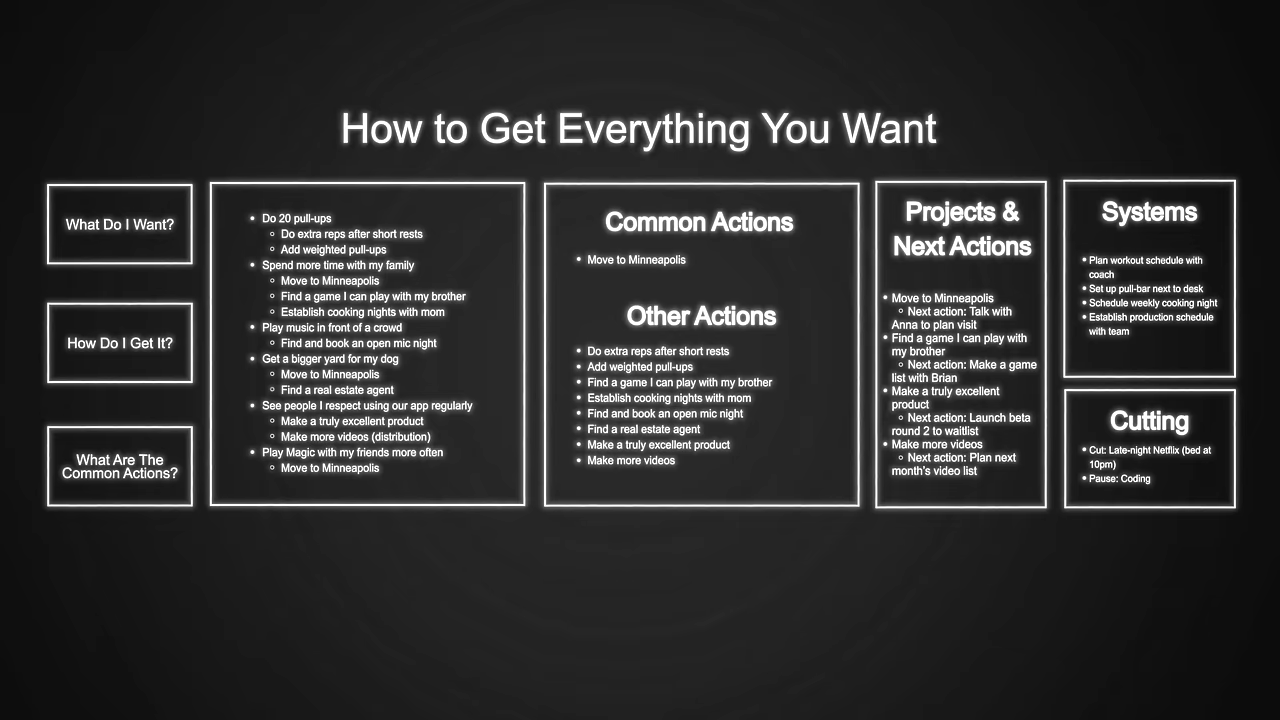 How to Get Everything You Want
What Do I Want?
How Do I Get It?
What Are The
Common Actions?
• Do 20 pull-ups
◦ Do extra reps after short rests
◦ Add weighted pull-ups
• Spend more time with my family
◦ Move to Minneapolis
◦ Find a game I can play with my brother
◦ Establish cooking nights with mom
• Play music in front of a crowd
◦ Find and book an open mic night
• Get a bigger yard for my dog
◦ Move to Minneapolis
◦ Find a real estate agent
• See people I respect using our app regularly
◦ Make a truly excellent product
◦ Make more videos (distribution)
• Play Magic with my friends more often
◦ Move to Minneapolis
Common Actions
• Move to Minneapolis
Other Actions
• Do extra reps after short rests
• Add weighted pull-ups
• Find a game I can play with my brother
• Establish cooking nights with mom
• Find and book an open mic night
• Find a real estate agent
• Make a truly excellent product
• Make more videos
Projects &
Next Actions
• Move to Minneapolis
◦ Next action: Talk with
Anna to plan visit
• Find a game I can play with
my brother
◦ Next action: Make a game
list with Brian
• Make a truly excellent
product
◦ Next action: Launch beta
round 2 to waitlist
• Make more videos
◦ Next action: Plan next
month's video list
Systems
• Plan workout schedule with
coach
• Set up pull-bar next to desk
• Schedule weekly cooking night
• Establish production schedule
with team
Cutting
• Cut: Late-night Netflix (bed at
10pm)
• Pause: Coding